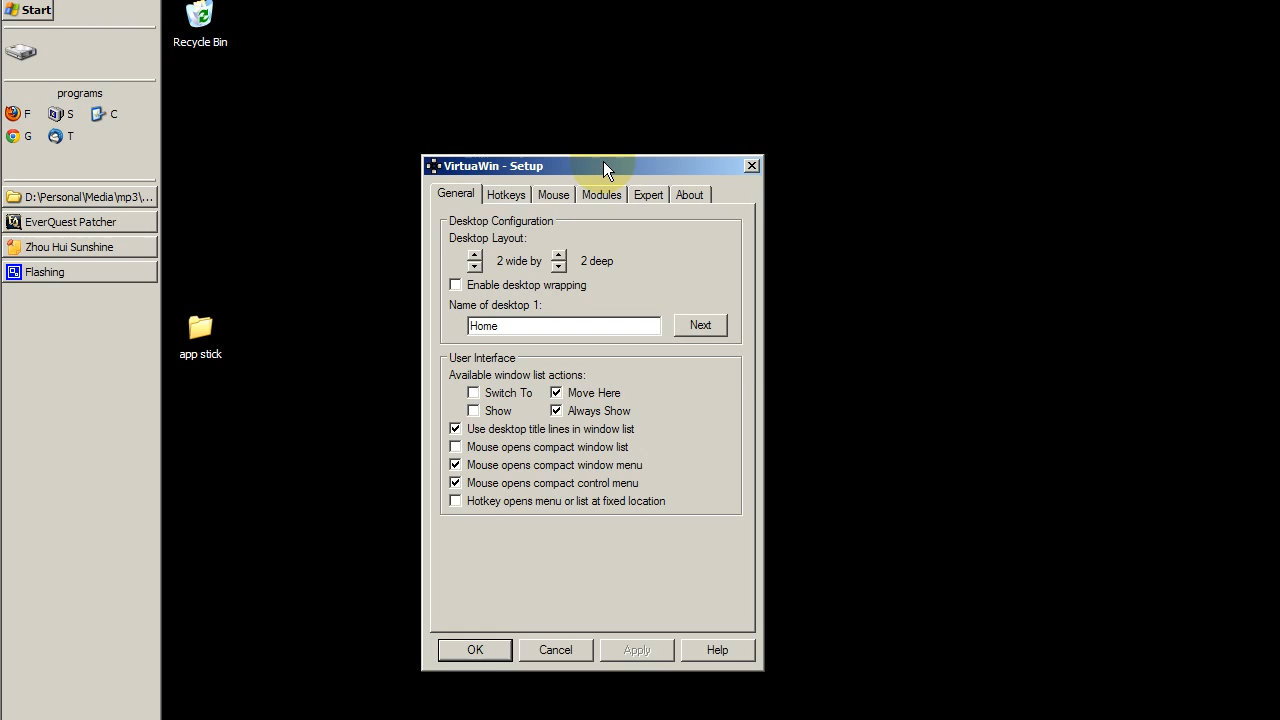 Start
programs
F S C
G T
D:\Personal\Media\mp3\...
EverQuest Patcher
Zhou Hui Sunshine
Flashing
Recycle Bin
app stick
VirtuaWin - Setup
General Hotkeys Mouse Modules Expert About
Desktop Configuration
Desktop Layout:
2 wide by 2 deep
Enable desktop wrapping
Name of desktop 1:
Home Next
User Interface
Available window list actions:
Switch To Move Here
Show Always Show
Use desktop title lines in window list
Mouse opens compact window list
Mouse opens compact window menu
Mouse opens compact control menu
Hotkey opens menu or list at fixed location
OK Cancel Apply Help